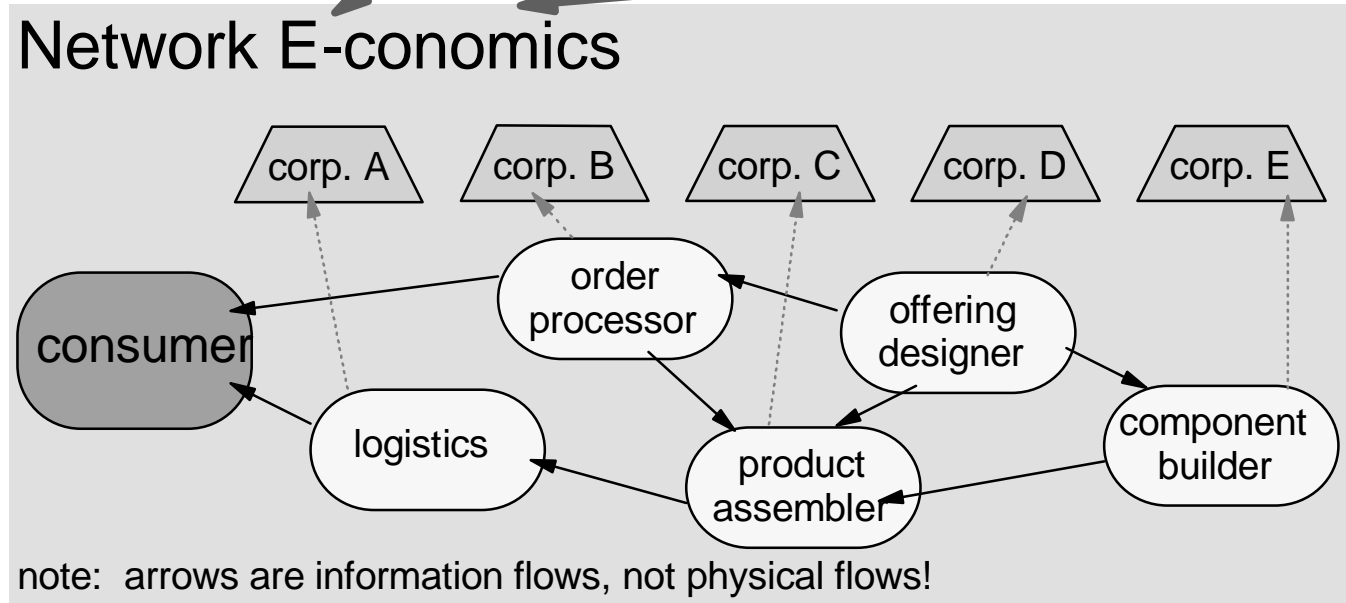 Network E-conomics
corp. A
corp. B
corp. C
corp. D
corp. E
order
processor
offering
designer
consumer
component
builder
logistics
product
assembler
note: arrows are information flows, not physical flows!